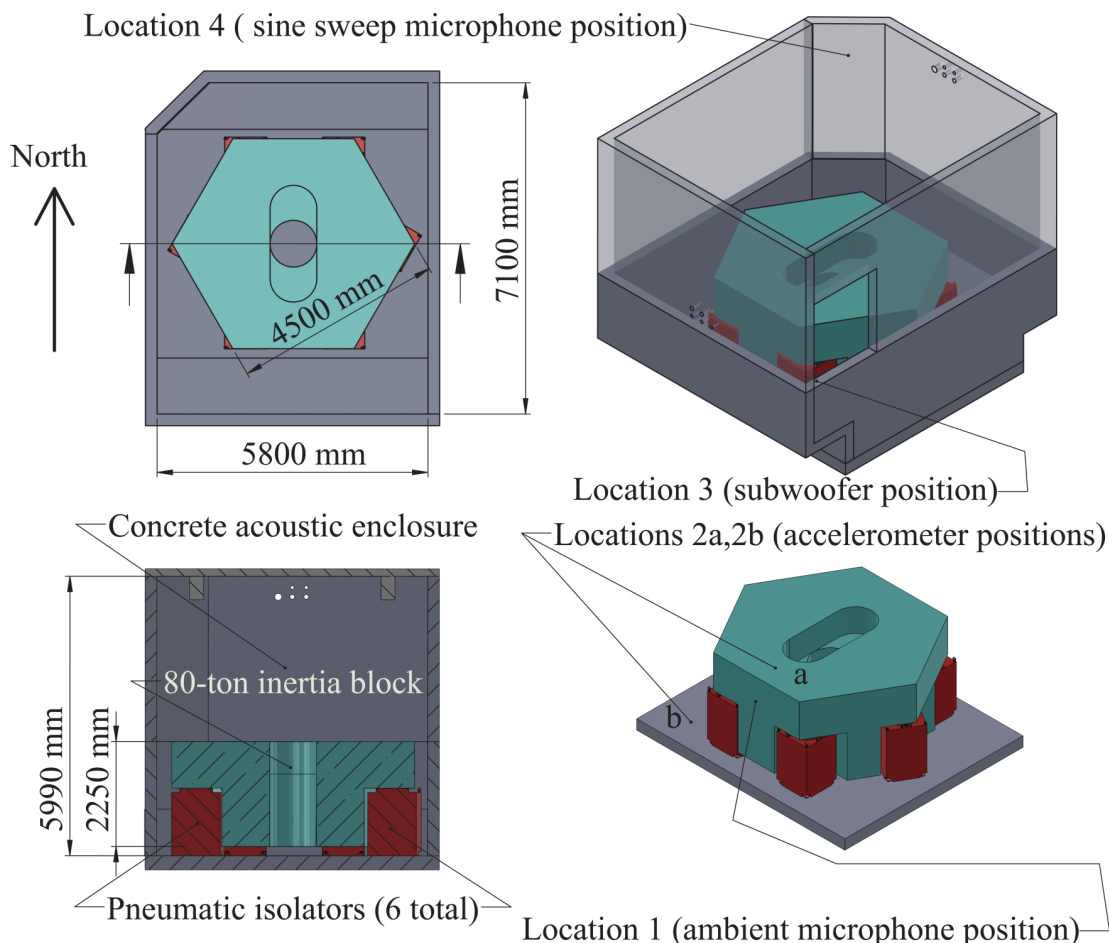 Location 4 ( sine sweep microphone position)
North
4500 mm
7100 mm
5800 mm
Location 3 (subwoofer position)
Concrete acoustic enclosure
Locations 2a,2b (accelerometer positions)
80-ton inertia block
5990 mm
2250 mm
a
b
Pneumatic isolators (6 total)
Location 1 (ambient microphone position)